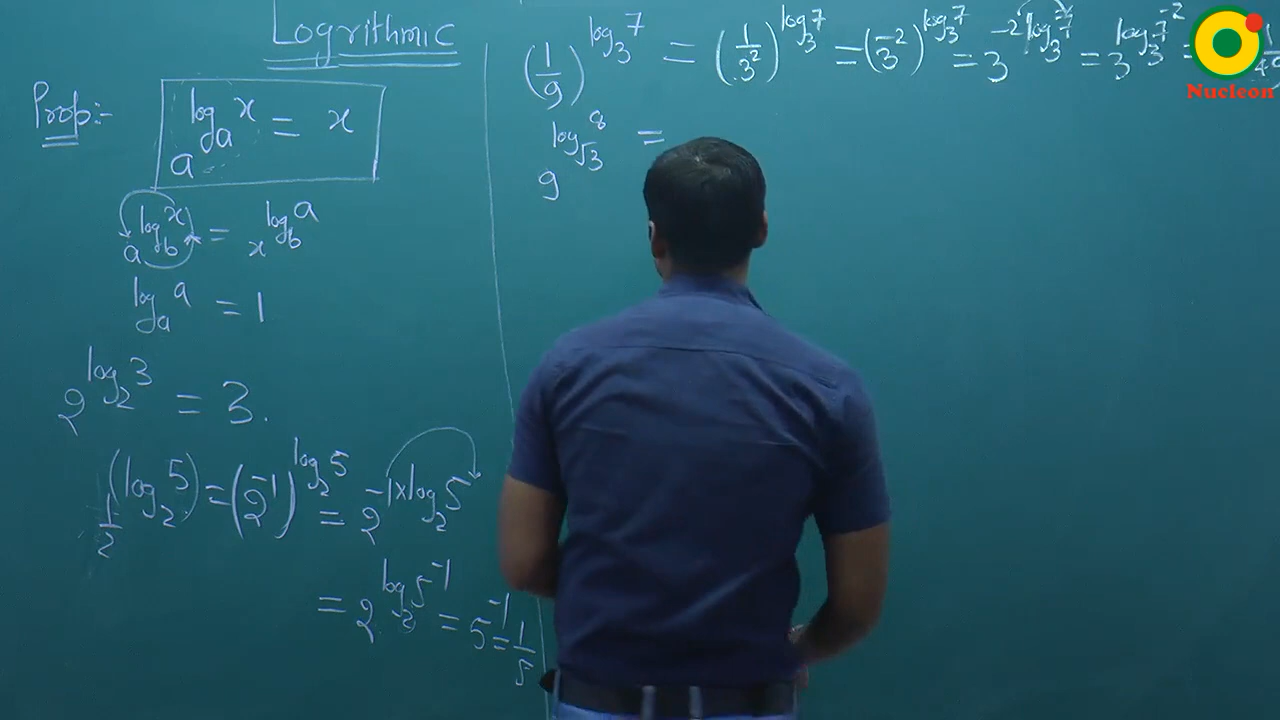 Logrithmic
Prop:-
a^(log_a x) = x
a^(log_b x) = x^(log_b a)
log_a a = 1
2^(log_2 3) = 3.
1/2^(log_2 5) = (2^-1)^(log_2 5) = 2^(-1×log_2 5)
= 2^(log_2 5^-1) = 5^-1 = 1/5
(1/9)^(log_3 7) = (1/3^2)^(log_3 7) = (3^-2)^(log_3 7) = 3^(-2 log_3 7) = 3^(log_3 7^-2) =
9^(log_√3 8) =
Nucleon